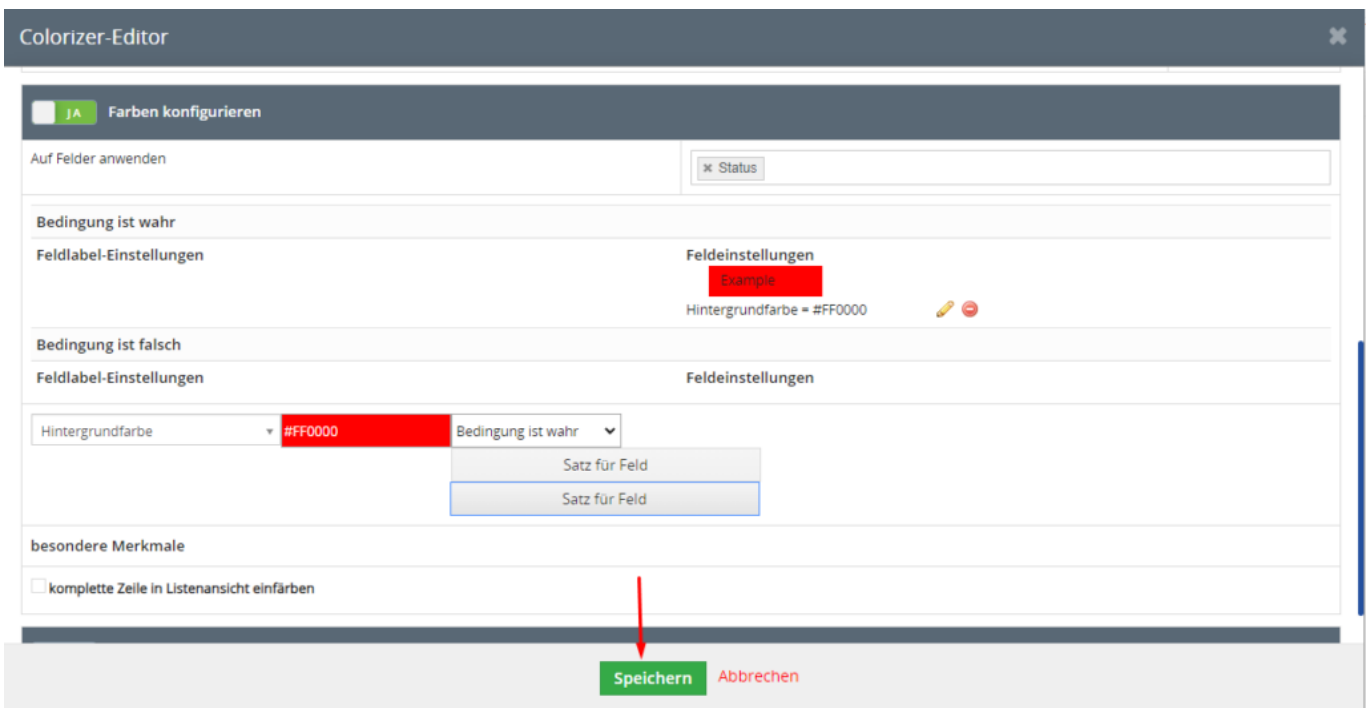 Colorizer-Editor
JA Farben konfigurieren
Auf Felder anwenden
Status
Bedingung ist wahr
Feldlabel-Einstellungen Feldeinstellungen
Example
Hintergrundfarbe = #FF0000
Bedingung ist falsch
Feldlabel-Einstellungen Feldeinstellungen
Hintergrundfarbe #FF0000 Bedingung ist wahr
Satz für Feld
Satz für Feld
besondere Merkmale
komplette Zeile in Listenansicht einfärben
Speichern Abbrechen